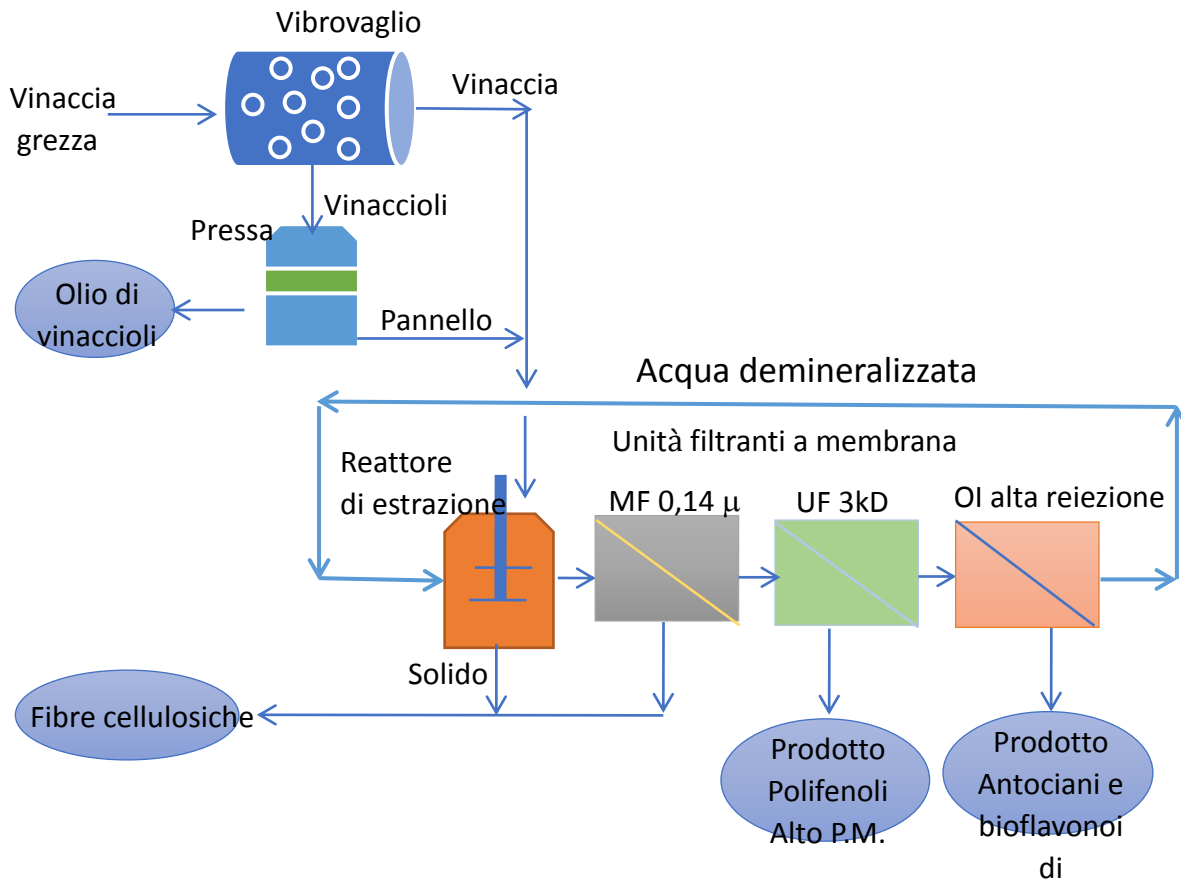 Vibrovaglio
Vinaccia
grezza
Vinaccia
Vinaccioli
Pressa
Olio di
vinaccioli
Pannello
Acqua demineralizzata
Unità filtranti a membrana
Reattore
di estrazione
MF 0,14 μ
UF 3kD
OI alta reiezione
Solido
Fibre cellulosiche
Prodotto
Polifenoli
Alto P.M.
Prodotto
Antociani e
bioflavonoi
di